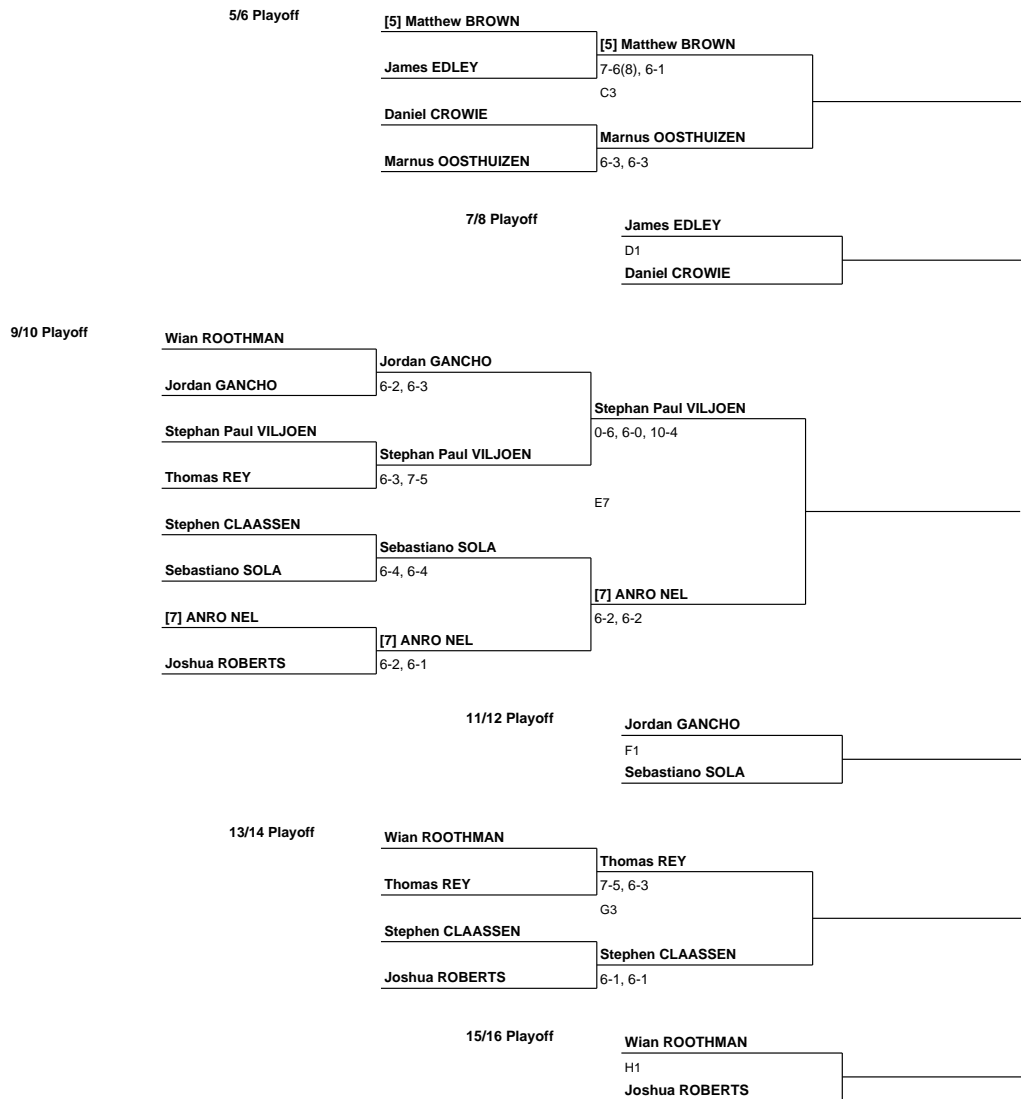 5/6 Playoff
[5] Matthew BROWN
[5] Matthew BROWN
James EDLEY
7-6(8), 6-1
C3
Daniel CROWIE
Marnus OOSTHUIZEN
Marnus OOSTHUIZEN
6-3, 6-3
7/8 Playoff
James EDLEY
D1
Daniel CROWIE
9/10 Playoff
Wian ROOTHMAN
Jordan GANCHO
Jordan GANCHO
6-2, 6-3
Stephan Paul VILJOEN
0-6, 6-0, 10-4
Stephan Paul VILJOEN
Stephan Paul VILJOEN
Thomas REY
6-3, 7-5
E7
Stephen CLAASSEN
Sebastiano SOLA
Sebastiano SOLA
6-4, 6-4
[7] ANRO NEL
6-2, 6-2
[7] ANRO NEL
[7] ANRO NEL
Joshua ROBERTS
6-2, 6-1
11/12 Playoff
Jordan GANCHO
F1
Sebastiano SOLA
13/14 Playoff
Wian ROOTHMAN
Thomas REY
Thomas REY
7-5, 6-3
G3
Stephen CLAASSEN
Stephen CLAASSEN
Joshua ROBERTS
6-1, 6-1
15/16 Playoff
Wian ROOTHMAN
H1
Joshua ROBERTS